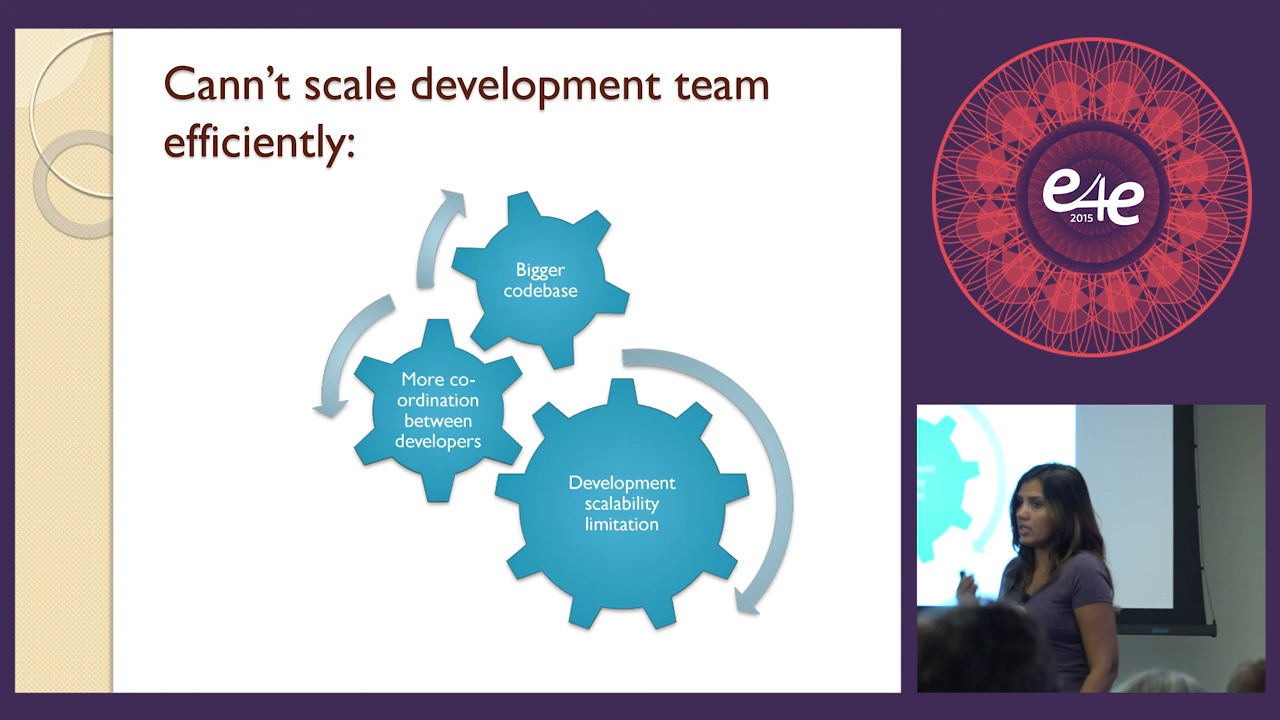 Cann't scale development team
efficiently:
Bigger
codebase
More co-
ordination
between
developers
Development
scalability
limitation
e4e
2015